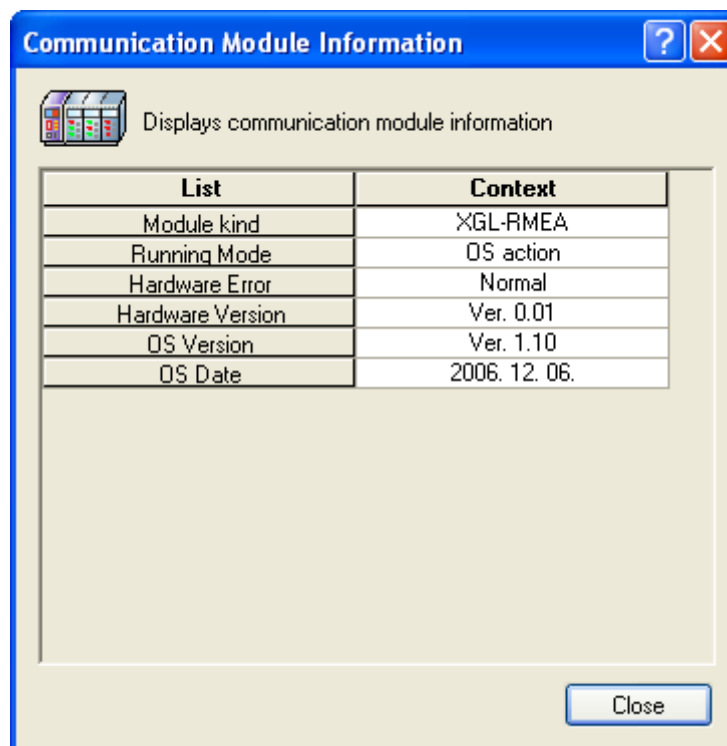 Communication Module Information
Displays communication module information
List Context
Module kind XGL-RMEA
Running Mode OS action
Hardware Error Normal
Hardware Version Ver. 0.01
OS Version Ver. 1.10
OS Date 2006. 12. 06.
Close